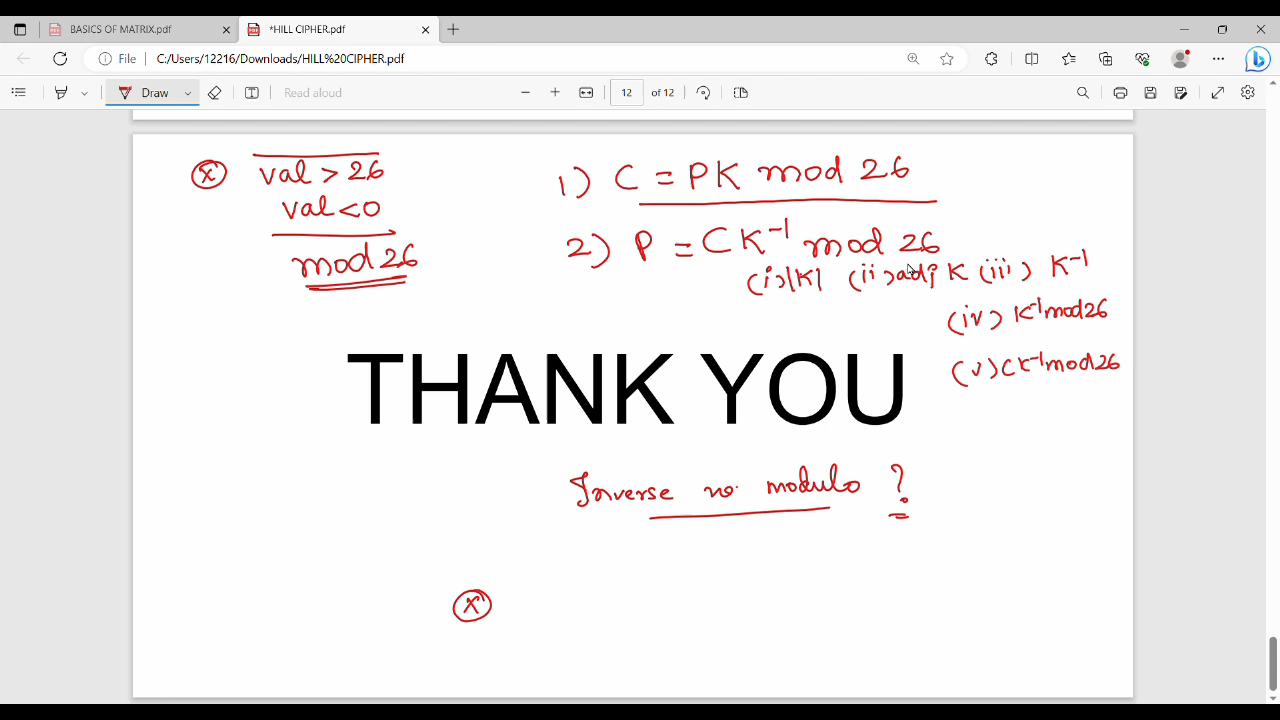 BASICS OF MATRIX.pdf
*HILL CIPHER.pdf
File C:/Users/12216/Downloads/HILL%20CIPHER.pdf
Draw Read aloud 12 of 12
val > 26
val < 0
mod 26
1) C = PK mod 26
2) P = CK⁻¹ mod 26
(i) |K| (ii) adj K (iii) K⁻¹
(iv) K⁻¹ mod 26
(v) CK⁻¹ mod 26
THANK YOU
Inverse no. modulo ?